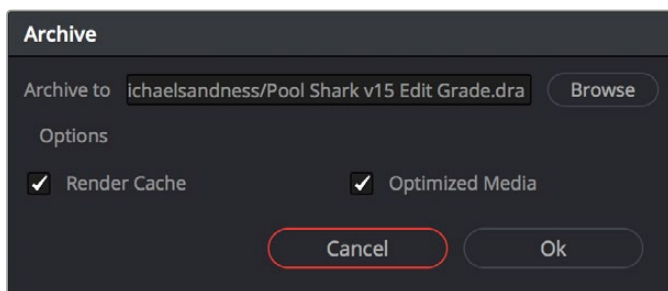 Archive
Archive to ichaelsandness/Pool Shark v15 Edit Grade.dra Browse
Options
Render Cache Optimized Media
Cancel Ok